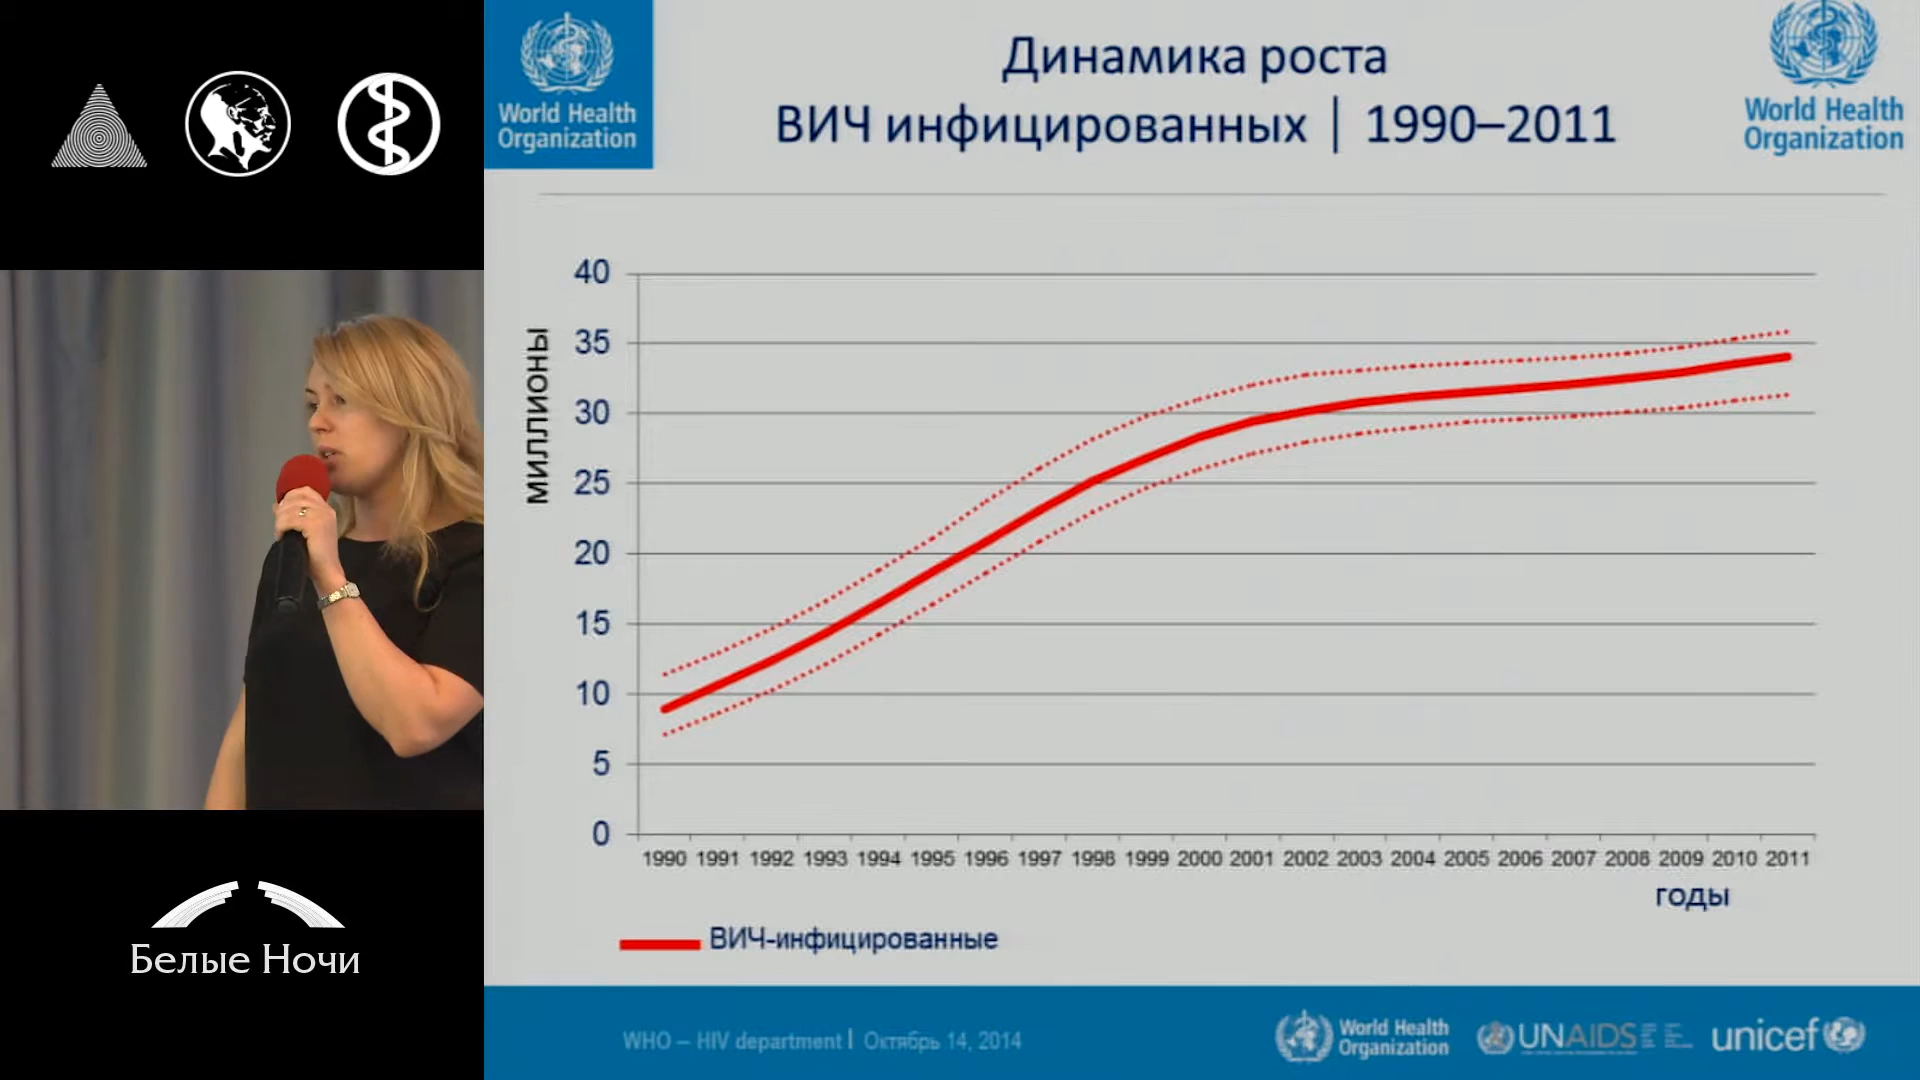 World Health
Organization
Динамика роста
ВИЧ инфицированных | 1990–2011
World Health
Organization
миллионы
40
35
30
25
20
15
10
5
0
1990 1991 1992 1993 1994 1995 1996 1997 1998 1999 2000 2001 2002 2003 2004 2005 2006 2007 2008 2009 2010 2011
годы
ВИЧ-инфицированные
Белые Ночи
WHO – HIV department | Октябрь 14, 2014
World Health
Organization
UNAIDS
unicef